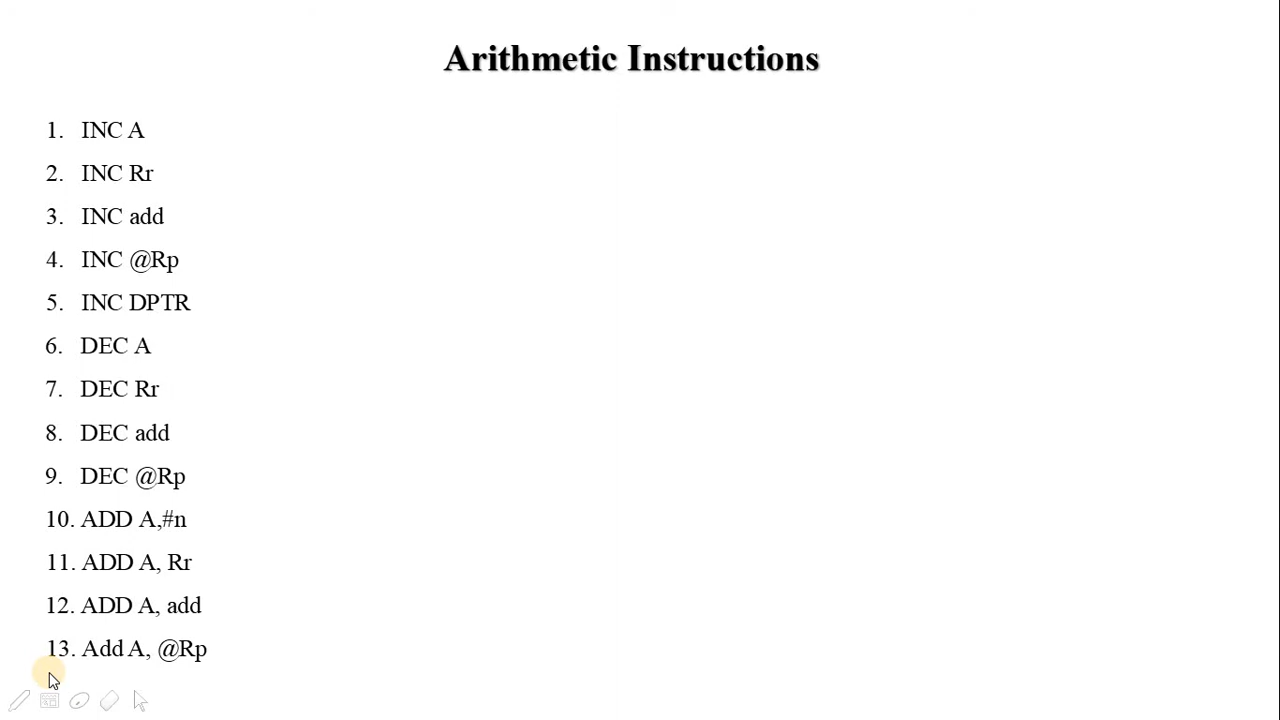 Arithmetic Instructions
1. INC A
2. INC Rr
3. INC add
4. INC @Rp
5. INC DPTR
6. DEC A
7. DEC Rr
8. DEC add
9. DEC @Rp
10. ADD A,#n
11. ADD A, Rr
12. ADD A, add
13. Add A, @Rp